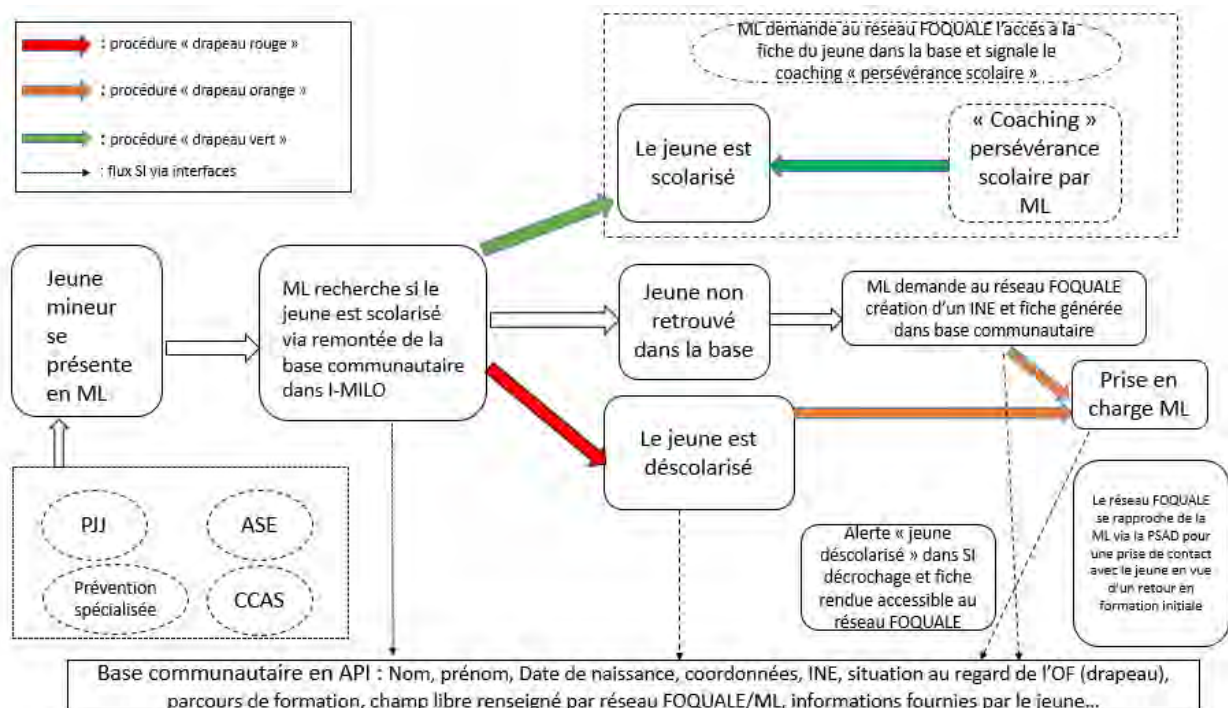 : procédure « drapeau rouge »
: procédure « drapeau orange »
: procédure « drapeau vert »
: flux SI via interfaces
ML demande au réseau FOQUALE l'accès à la
fiche du jeune dans la base et signale le
coaching « persévérance scolaire »
Le jeune est
scolarisé
« Coaching »
persévérance
scolaire par
ML
Jeune
mineur
se
présente
en ML
ML recherche si le
jeune est scolarisé
via remontée de la
base communautaire
dans I-MILO
Jeune non
retrouvé
dans la base
ML demande au réseau FOQUALE
création d'un INE et fiche générée
dans base communautaire
Prise en
charge ML
Le jeune est
déscolarisé
PJJ
ASE
Prévention
spécialisée
CCAS
Alerte « jeune
déscolarisé » dans SI
décrochage et fiche
rendue accessible au
réseau FOQUALE
Le réseau FOQUALE
se rapproche de la
ML via la PSAD pour
une prise de contact
avec le jeune en vue
d'un retour en
formation initiale
Base communautaire en API : Nom, prénom, Date de naissance, coordonnées, INE, situation au regard de l'OF (drapeau),
parcours de formation, champ libre renseigné par réseau FOQUALE/ML, informations fournies par le jeune...